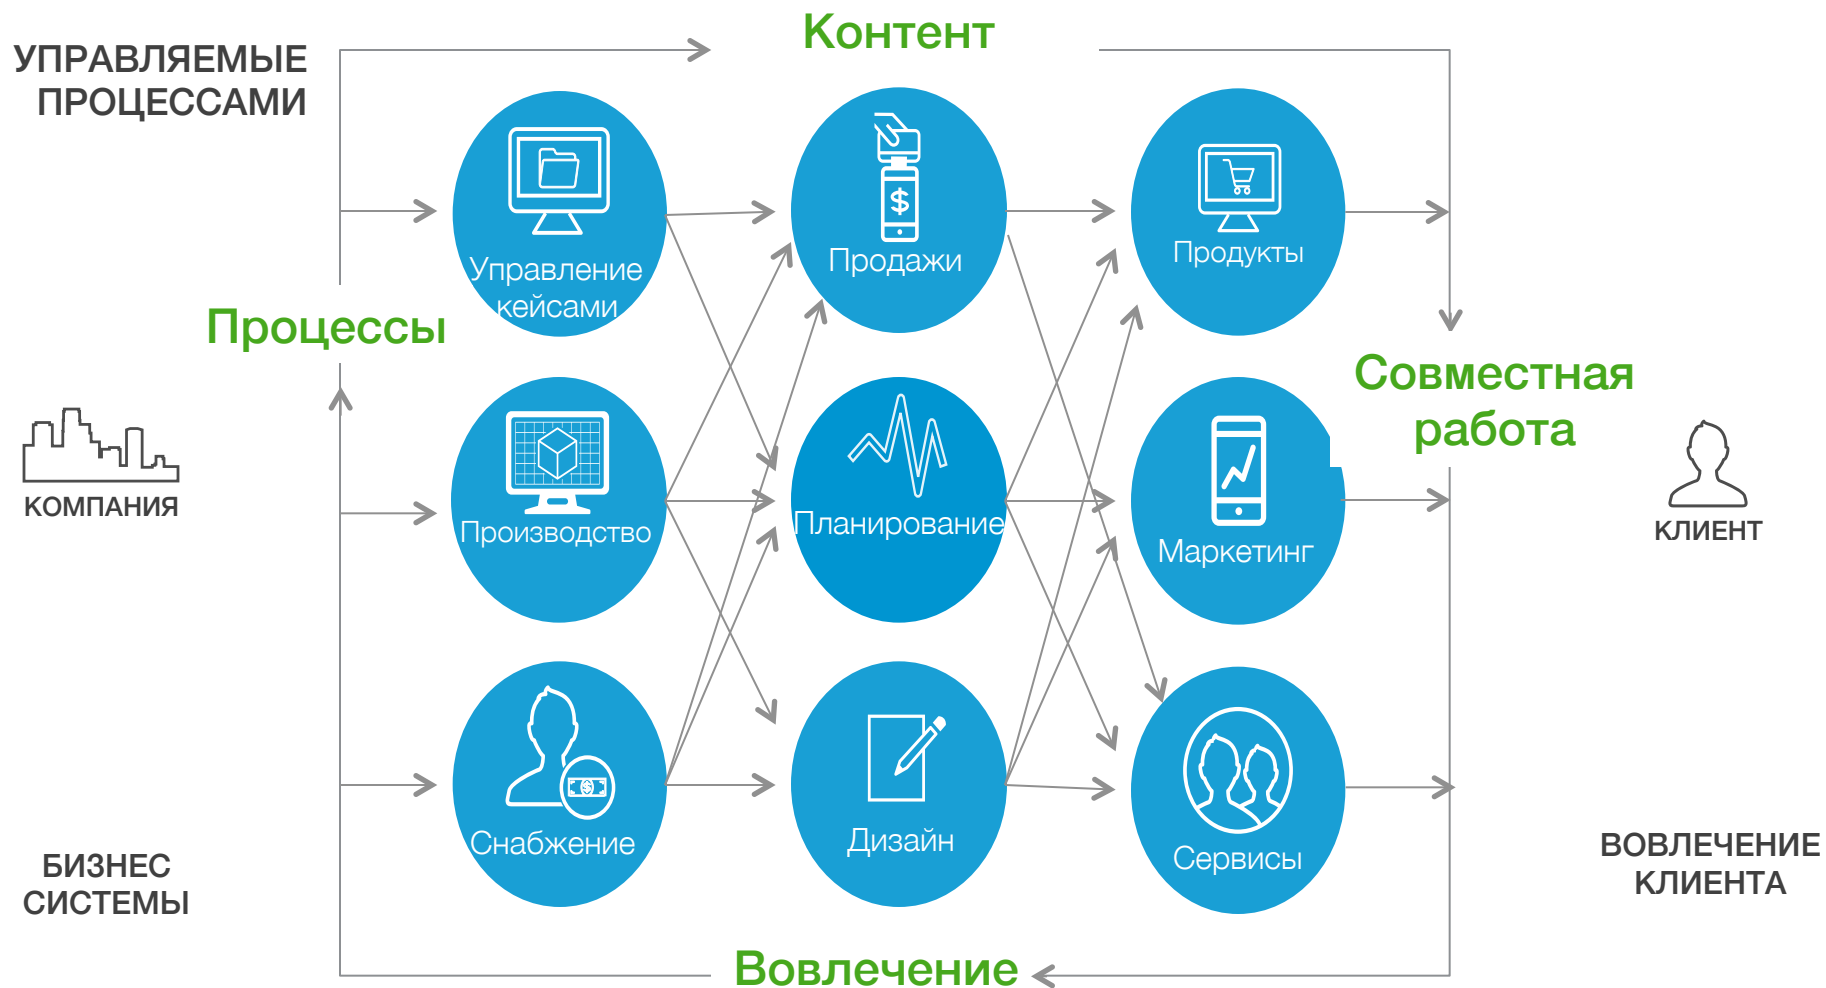 Контент
УПРАВЛЯЕМЫЕ
ПРОЦЕССАМИ
Управление
кейсами
Продажи
Продукты
Процессы
Совместная
работа
КОМПАНИЯ
Производство
Планирование
Маркетинг
КЛИЕНТ
$
$
Снабжение
Дизайн
Сервисы
БИЗНЕС
СИСТЕМЫ
ВОВЛЕЧЕНИЕ
КЛИЕНТА
Вовлечение